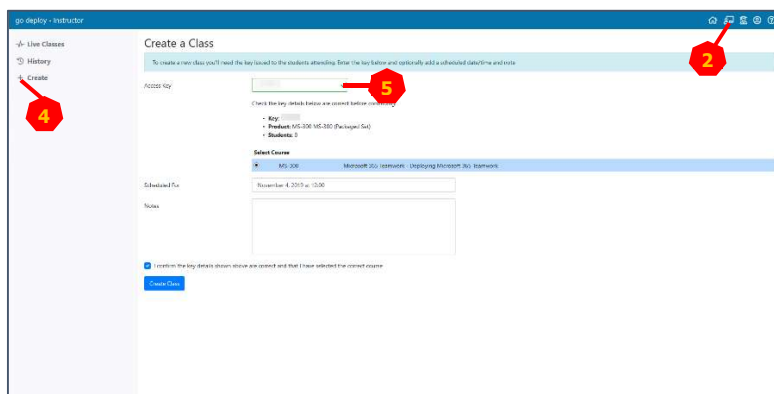 go deploy - Instructor
2
Live Classes
History
Create
4
Create a Class
To create a new class you'll need the key issued to the students attending. Enter the key below and optionally add a scheduled date/time and note
Access Key
5
Check the key details below are correct before confirming
Key:
Product: MS-300 MS-300 (Packaged Set)
Students: 0
Select Course
MS-300 Microsoft 365 Teamwork - Deploying Microsoft 365 Teamwork
Scheduled For
November 4, 2019 at 13:00
Notes
I confirm the key details shown above are correct and that I have selected the correct course
Create Class